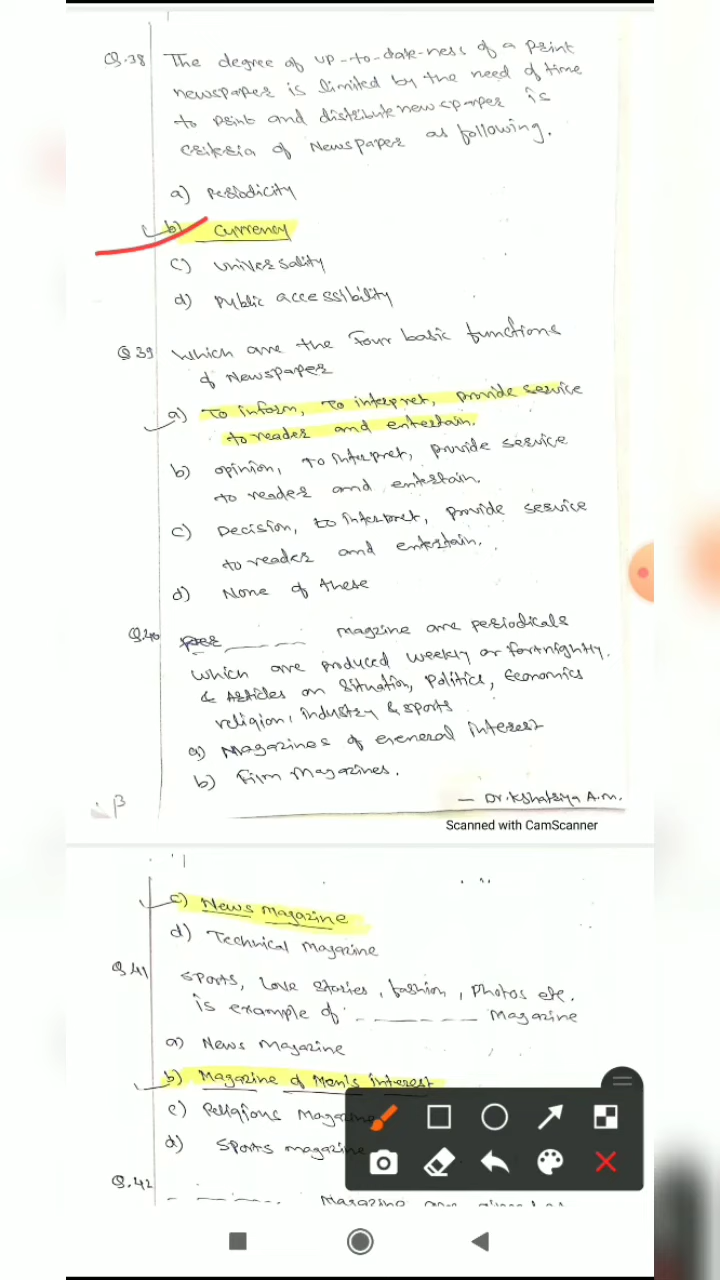 Q.38 The degree of up-to-date-ness of a print
newspaper is limited by the need of time
to print and distribute newspaper is
criteria of Newspaper as following.
a) Periodicity
b) Currency
c) universality
d) Public accessibility
Q39 Which are the Four basic functions
of Newspaper
a) To inform, To interpret, provide service
to reader and entertain.
b) opinion, to interpret, provide service
to reader and entertain.
c) Decision, to interpret, provide service
to reader and entertain.
d) None of these
Q.40 ______ magzine are periodicals
which are produced weekly or fortnightly.
& Articles on situation, Politics, Economics
religion, industry & sports
a) Magazines of General interest
b) Film Magazines.
— Dr. Kshatriya A.M.
Scanned with CamScanner
c) News Magazine
d) Technical Magazine
Q41 Sports, Love stories, fashion, Photos etc.
is example of ________ Magazine
a) News Magazine
b) Magazine of Men's interest
c) Religions Magazine
d) Sports magazine
Q.42
Magazine are